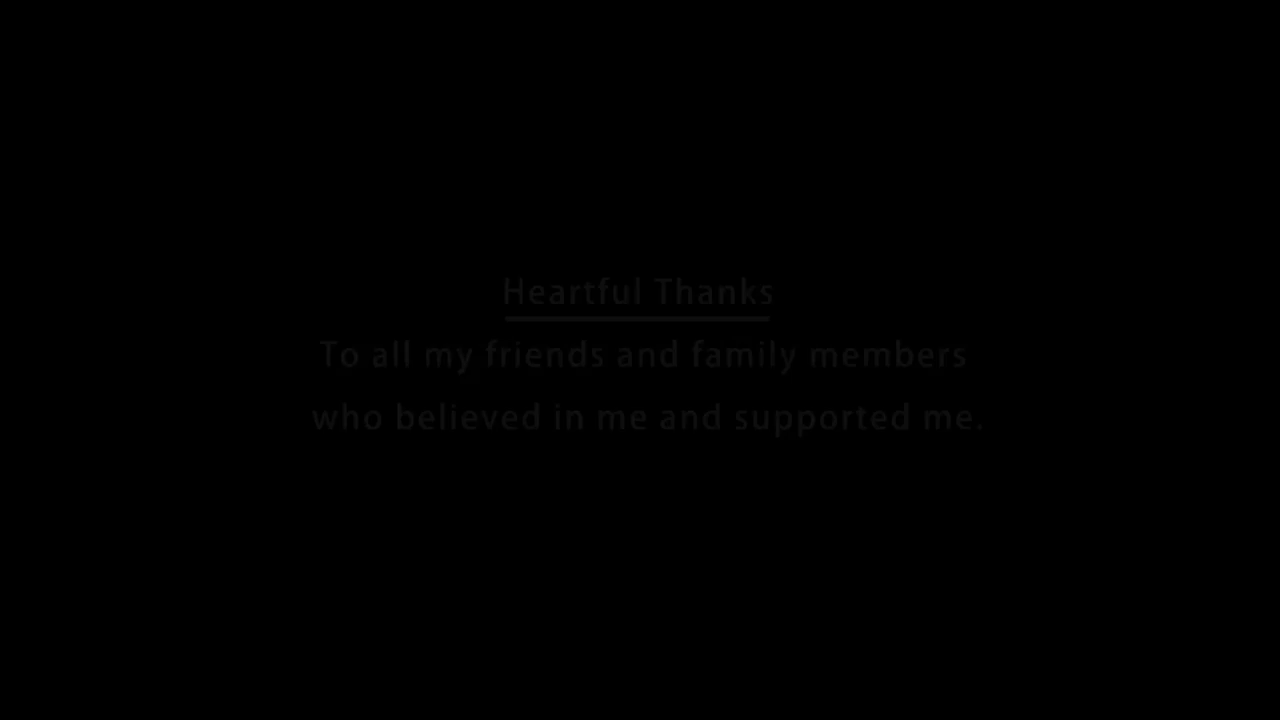 Heartful Thanks
To all my friends and family members
who believed in me and supported me.